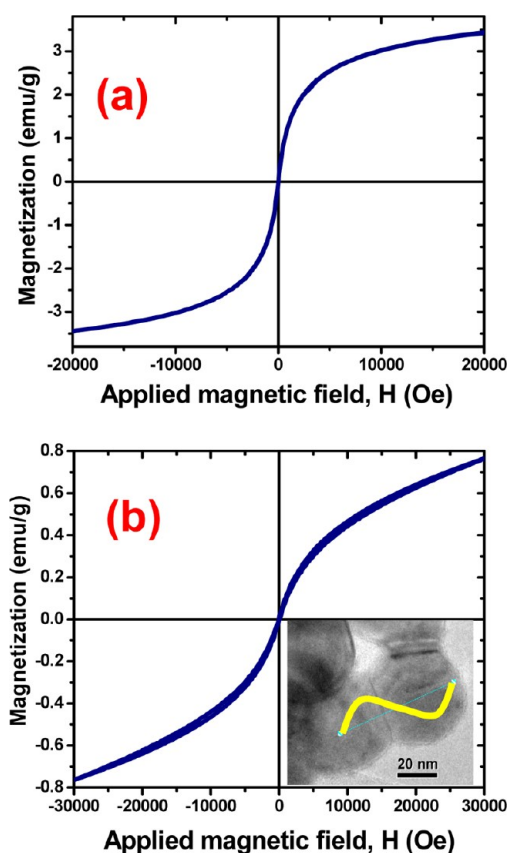 3
2
1
0
-1
-2
-3
Magnetization (emu/g)
(a)
-20000 -10000 0 10000 20000
Applied magnetic field, H (Oe)
0.8
0.6
0.4
0.2
0.0
-0.2
-0.4
-0.6
-0.8
Magnetization (emu/g)
(b)
20 nm
-30000 -20000 -10000 0 10000 20000 30000
Applied magnetic field, H (Oe)